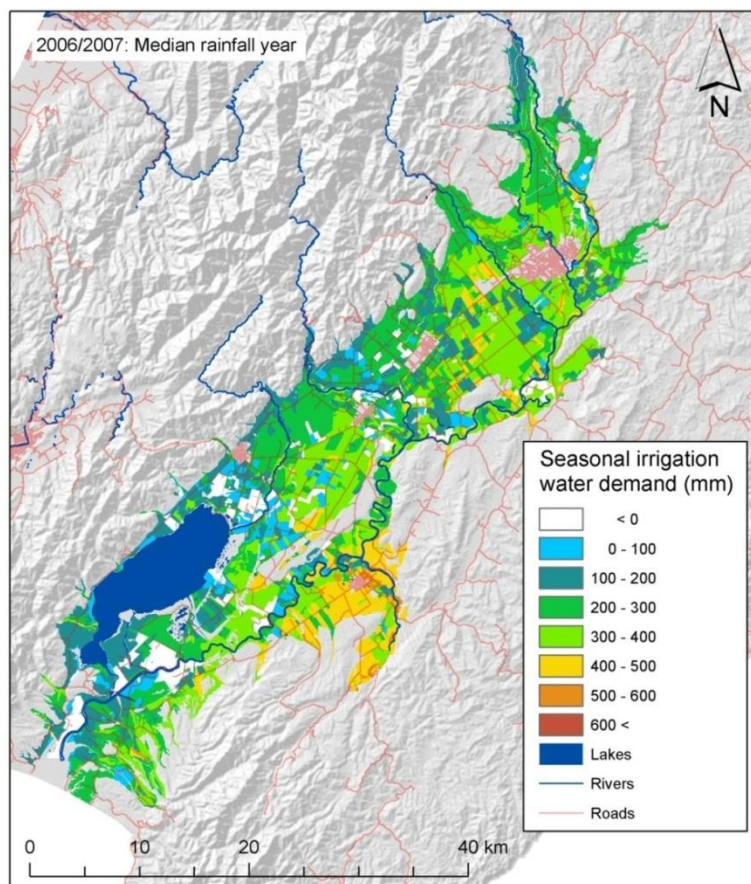 2006/2007: Median rainfall year
N
Seasonal irrigation
water demand (mm)
< 0
0 - 100
100 - 200
200 - 300
300 - 400
400 - 500
500 - 600
600 <
Lakes
Rivers
Roads
0 10 20 40 km